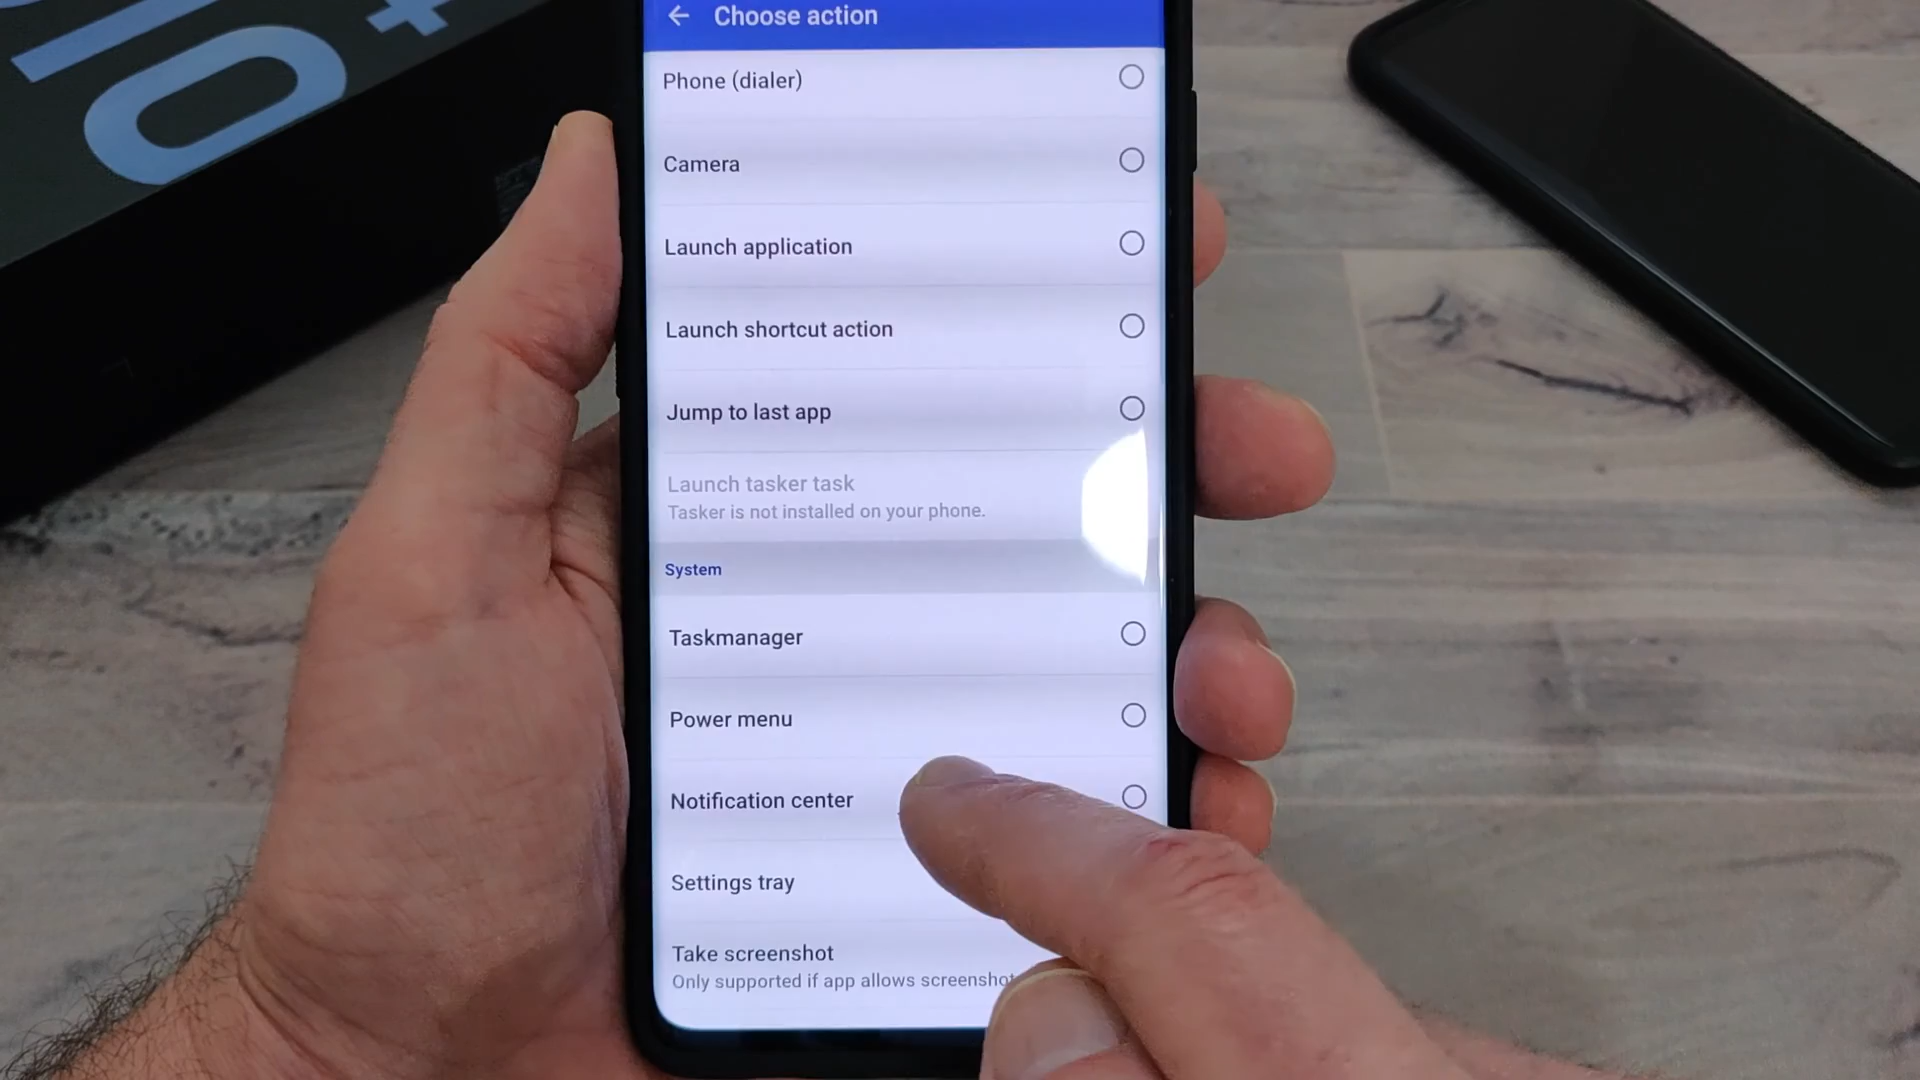 10+
Choose action
Phone (dialer)
Camera
Launch application
Launch shortcut action
Jump to last app
Launch tasker task
Tasker is not installed on your phone.
System
Taskmanager
Power menu
Notification center
Settings tray
Take screenshot
Only supported if app allows